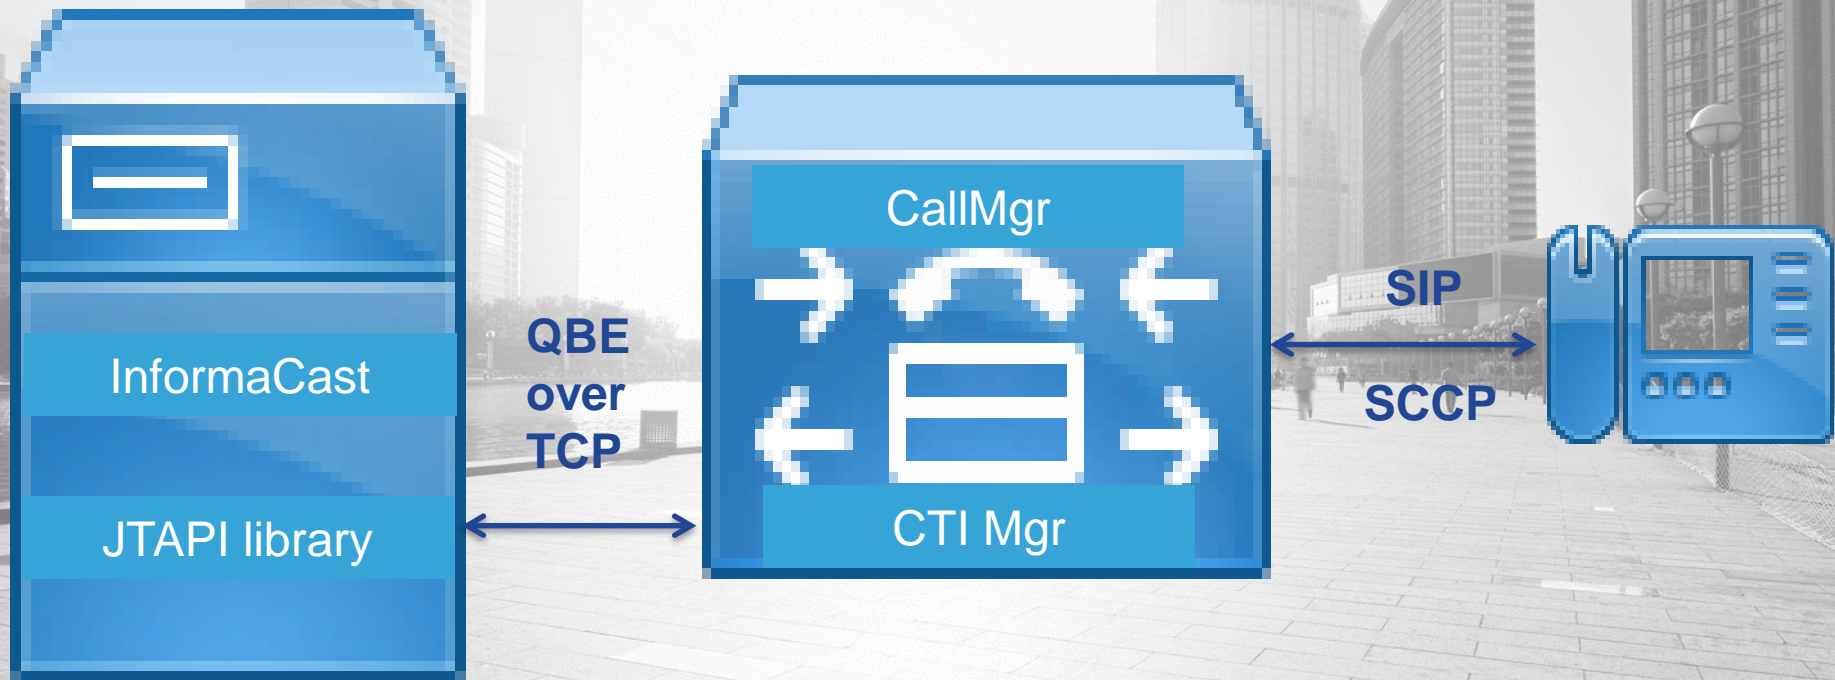 InformaCast
JTAPI library
QBE
over
TCP
CallMgr
CTI Mgr
SIP
SCCP